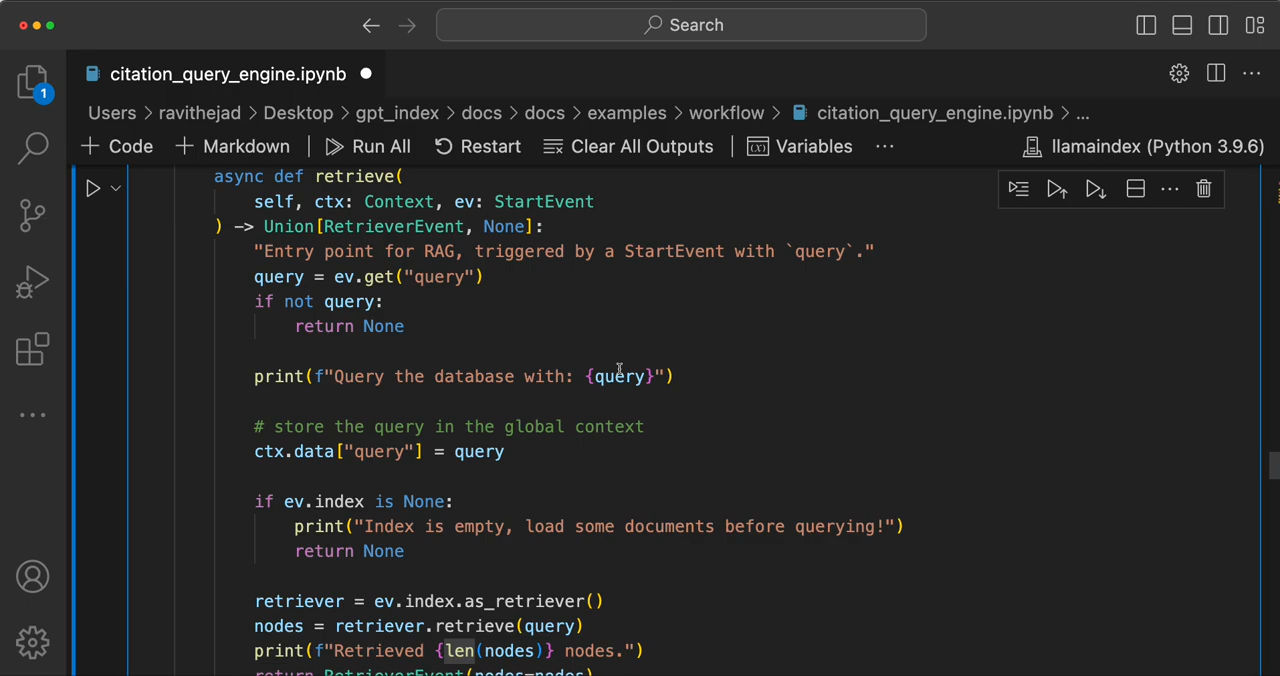 Search
citation_query_engine.ipynb
1
Users > ravithejad > Desktop > gpt_index > docs > docs > examples > workflow > citation_query_engine.ipynb > ...
+ Code + Markdown | Run All Restart Clear All Outputs | Variables ... llamaindex (Python 3.9.6)
async def retrieve(
self, ctx: Context, ev: StartEvent
) -> Union[RetrieverEvent, None]:
"Entry point for RAG, triggered by a StartEvent with `query`."
query = ev.get("query")
if not query:
return None
print(f"Query the database with: {query}")
# store the query in the global context
ctx.data["query"] = query
if ev.index is None:
print("Index is empty, load some documents before querying!")
return None
retriever = ev.index.as_retriever()
nodes = retriever.retrieve(query)
print(f"Retrieved {len(nodes)} nodes.")
return RetrieverEvent(nodes=nodes)